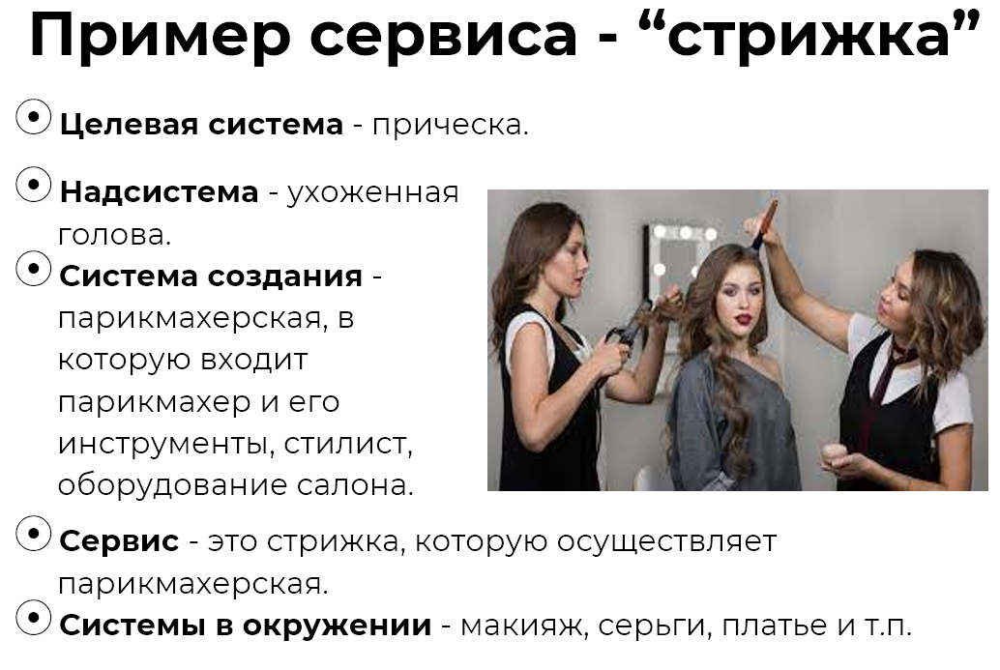 Пример сервиса - “стрижка”
Целевая система - прическа.
Надсистема - ухоженная
голова.
Система создания -
парикмахерская, в
которую входит
парикмахер и его
инструменты, стилист,
оборудование салона.
Сервис - это стрижка, которую осуществляет
парикмахерская.
Системы в окружении - макияж, серьги, платье и т.п.